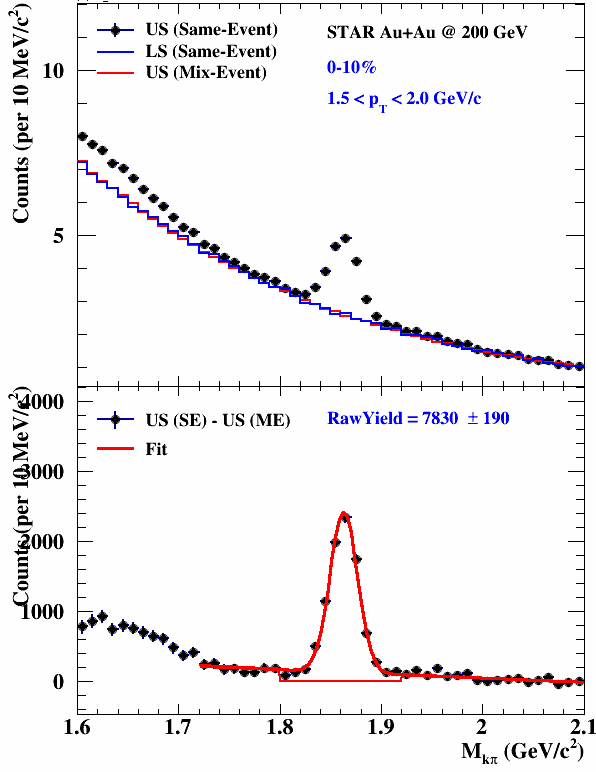 US (Same-Event)
LS (Same-Event)
US (Mix-Event)
STAR Au+Au @ 200 GeV
0-10%
1.5 < p_T < 2.0 GeV/c
Counts (per 10 MeV/c²)
10
5
US (SE) - US (ME)
Fit
RawYield = 7830 ± 190
Counts (per 10 MeV/c²)
4000
3000
2000
1000
0
1.6 1.7 1.8 1.9 2 2.1
M_kπ (GeV/c²)